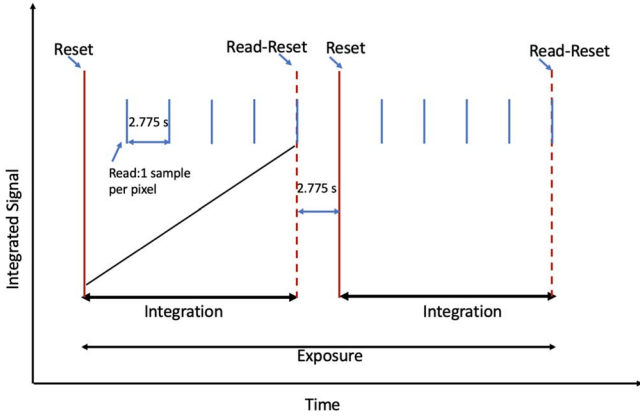 Reset
Read-Reset
Reset
Read-Reset
2.775 s
Read:1 sample
per pixel
2.775 s
Integrated Signal
Integration
Integration
Exposure
Time